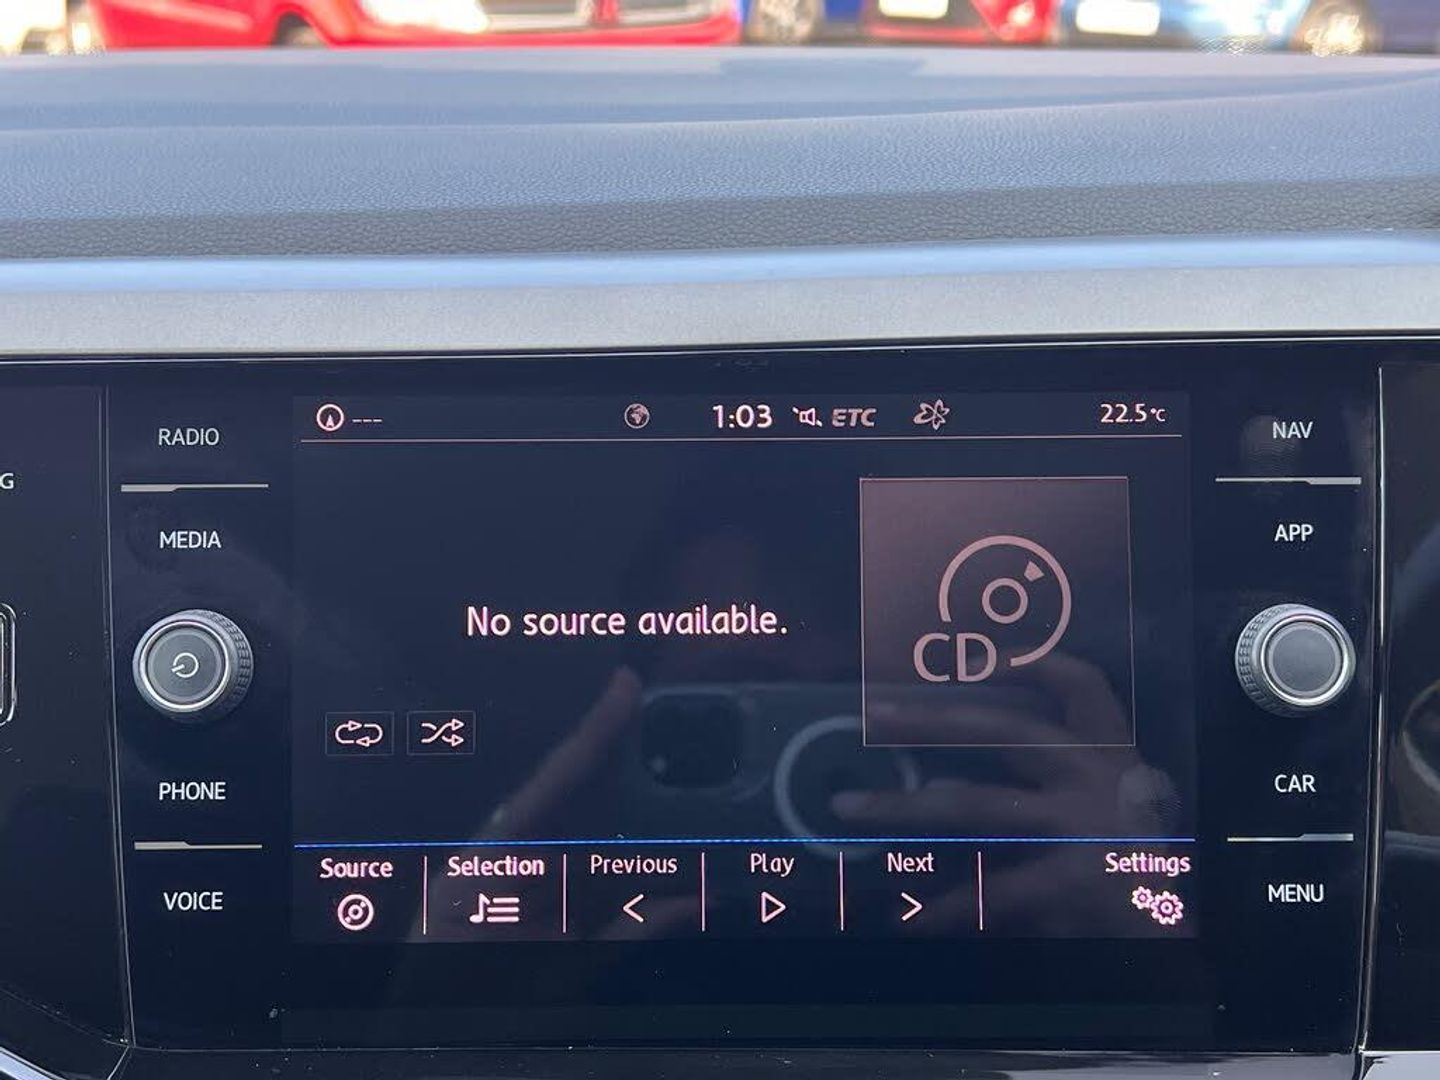 --- 1:03 ETC 22.5°C
RADIO
NAV
G
MEDIA
APP
No source available.
CD
PHONE
CAR
Source Selection Previous Play Next Settings
VOICE
MENU